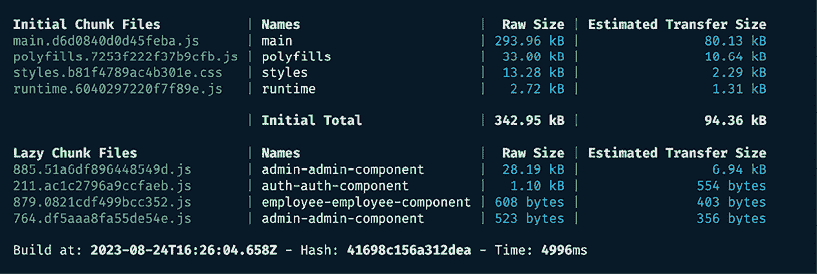 Initial Chunk Files | Names | Raw Size | Estimated Transfer Size
main.d6d0840d0d45feba.js | main | 293.96 kB | 80.13 kB
polyfills.7253f222f37b9cfb.js | polyfills | 33.00 kB | 10.64 kB
styles.b81f4789ac4b301e.css | styles | 13.28 kB | 2.29 kB
runtime.6040297220f7f89e.js | runtime | 2.72 kB | 1.31 kB
| Initial Total | 342.95 kB | 94.36 kB
Lazy Chunk Files | Names | Raw Size | Estimated Transfer Size
885.51a6df896448549d.js | admin-admin-component | 28.19 kB | 6.94 kB
211.ac1c2796a9ccfaeb.js | auth-auth-component | 1.10 kB | 554 bytes
879.0821cdf499bcc352.js | employee-employee-component | 608 bytes | 403 bytes
764.df5aaa8fa55de54e.js | admin-admin-component | 523 bytes | 356 bytes
Build at: 2023-08-24T16:26:04.658Z - Hash: 41698c156a312dea - Time: 4996ms